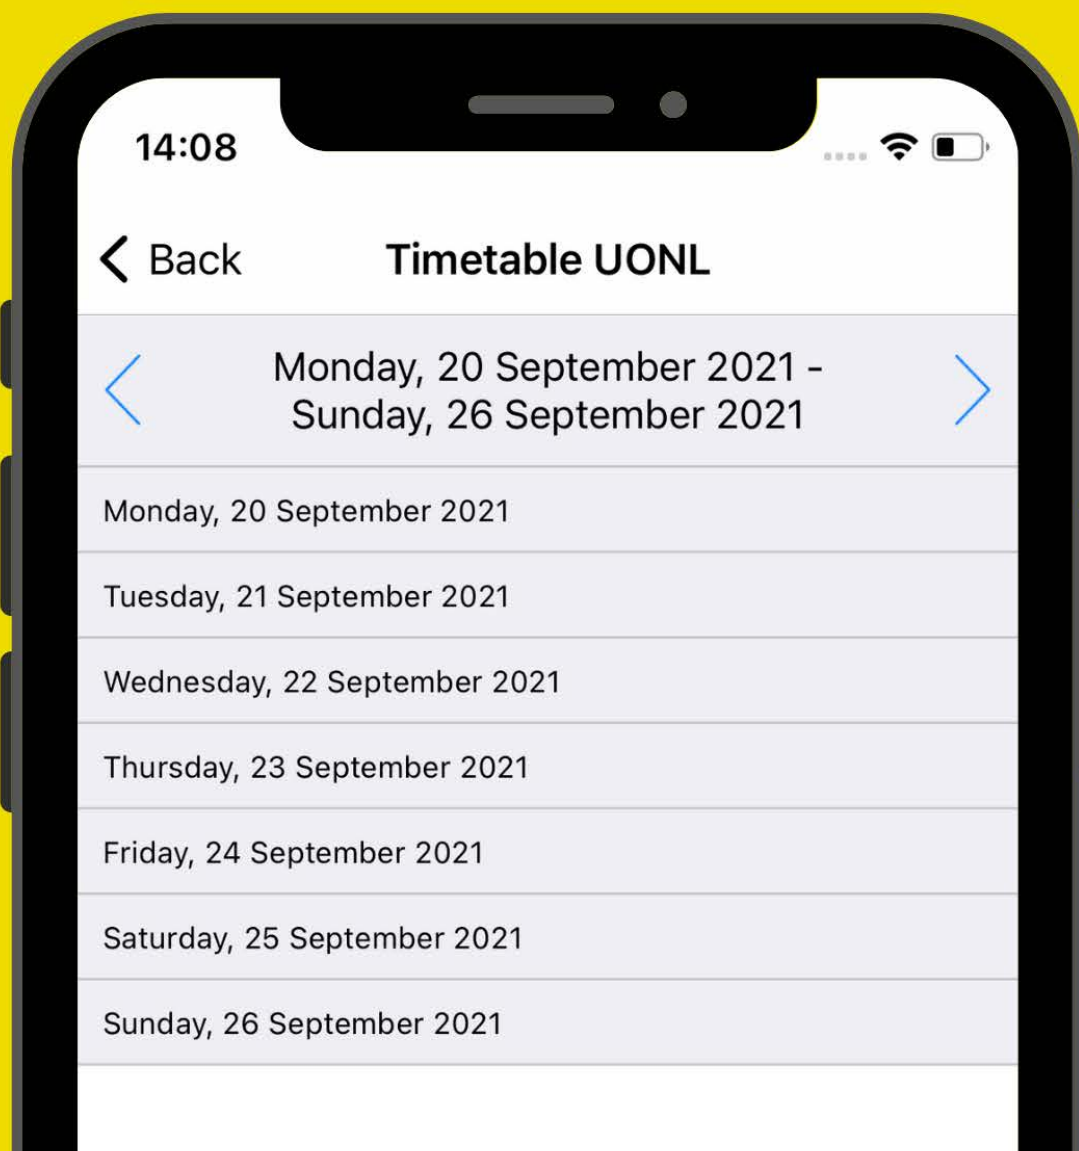 14:08
Back
Timetable UONL
Monday, 20 September 2021 -
Sunday, 26 September 2021
Monday, 20 September 2021
Tuesday, 21 September 2021
Wednesday, 22 September 2021
Thursday, 23 September 2021
Friday, 24 September 2021
Saturday, 25 September 2021
Sunday, 26 September 2021